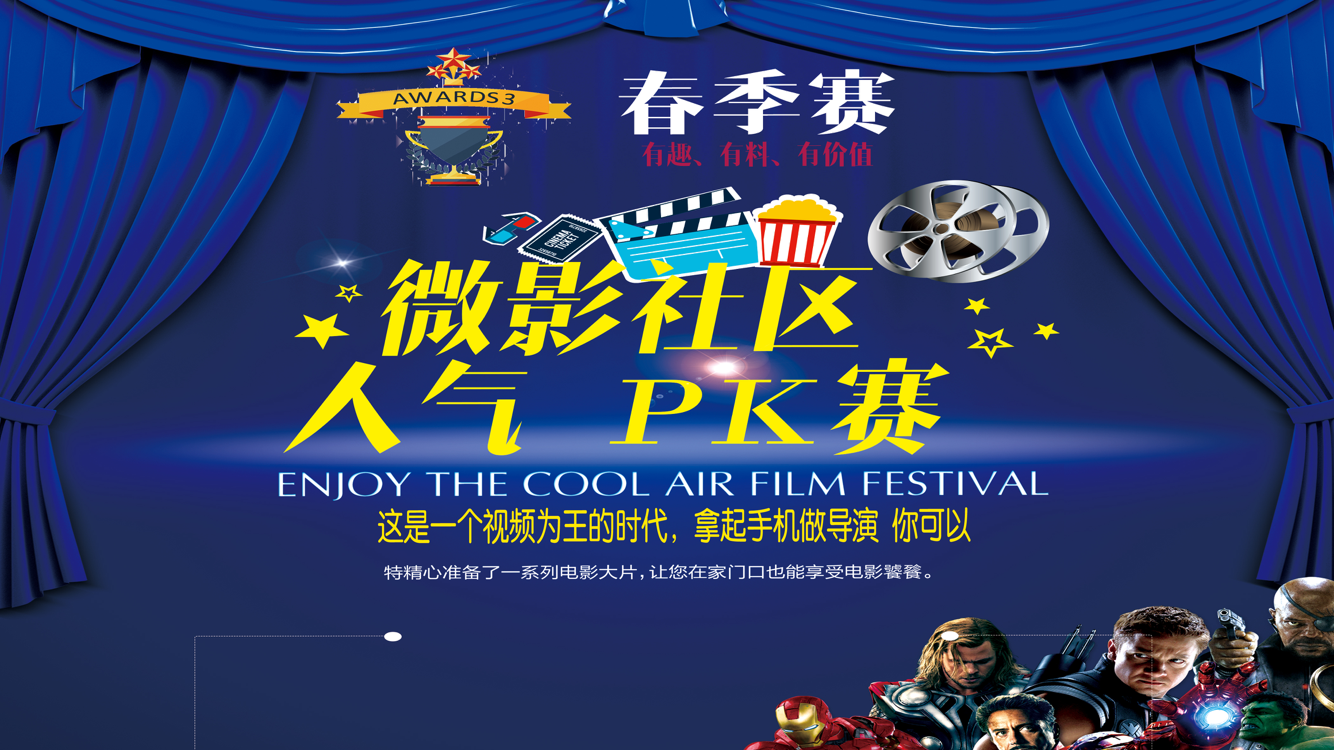 AWARDS3
春季赛
有趣、有料、有价值
CINEMA
TICKET
微影社区
人气 PK赛
ENJOY THE COOL AIR FILM FESTIVAL
这是一个视频为王的时代，拿起手机做导演 你可以
特精心准备了一系列电影大片，让您在家门口也能享受电影饕餮。